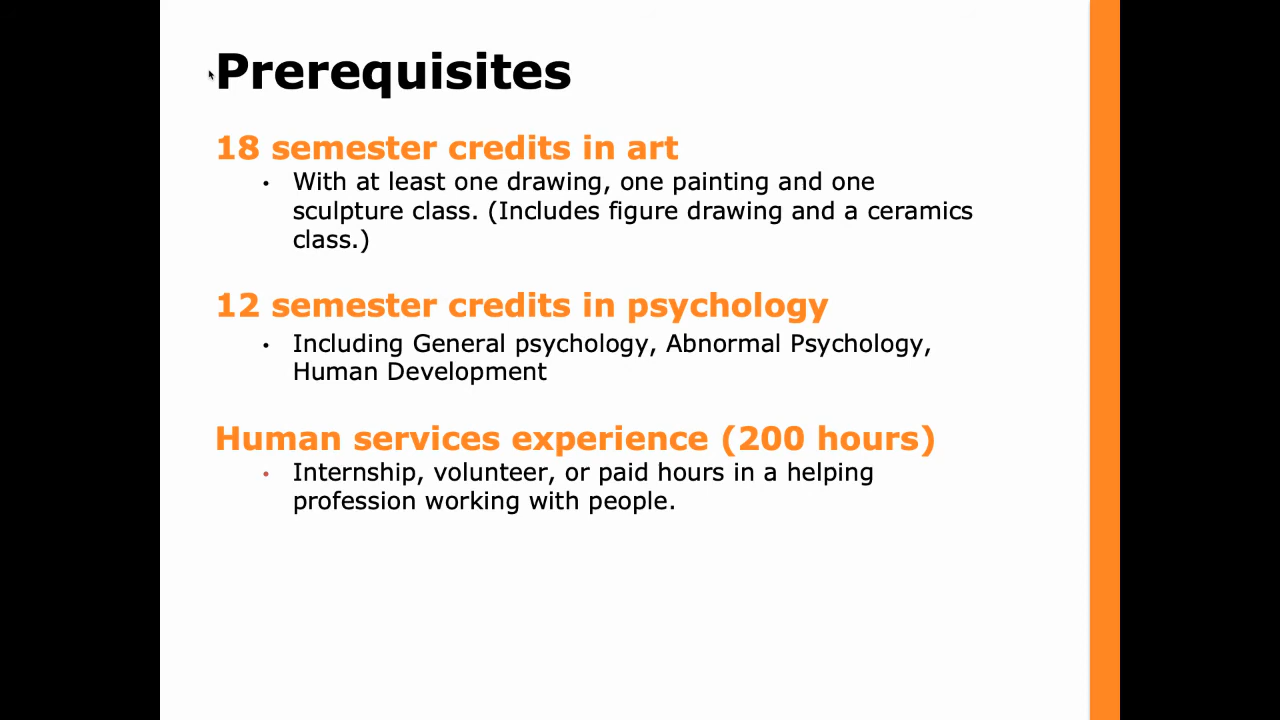 Prerequisites
18 semester credits in art
• With at least one drawing, one painting and one
sculpture class. (Includes figure drawing and a ceramics
class.)
12 semester credits in psychology
• Including General psychology, Abnormal Psychology,
Human Development
Human services experience (200 hours)
• Internship, volunteer, or paid hours in a helping
profession working with people.